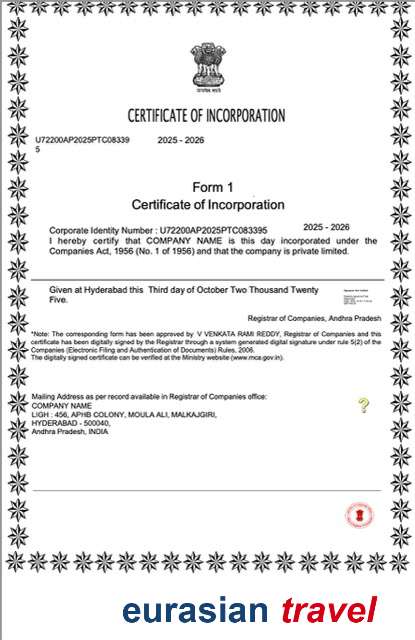 CERTIFICATE OF INCORPORATION
U72200AP2025PTC08339
5
2025 - 2026
Form 1
Certificate of Incorporation
Corporate Identity Number : U72200AP2025PTC083395
2025 - 2026
I hereby certify that COMPANY NAME is this day incorporated under the
Companies Act, 1956 (No. 1 of 1956) and that the company is private limited.
Given at Hyderabad this Third day of October Two Thousand Twenty
Five.
Registrar of Companies, Andhra Pradesh
*Note: The corresponding form has been approved by V VENKATA RAMI REDDY, Registrar of Companies and this
certificate has been digitally signed by the Registrar through a system generated digital signature under rule 5(2) of the
Companies (Electronic Filing and Authentication of Documents) Rules, 2006.
The digitally signed certificate can be verified at the Ministry website (www.mca.gov.in).
Mailing Address as per record available in Registrar of Companies office:
COMPANY NAME
LIGH : 456, APHB COLONY, MOULA ALI, MALKAJGIRI,
HYDERABAD - 500040,
Andhra Pradesh, INDIA
?
eurasian travel